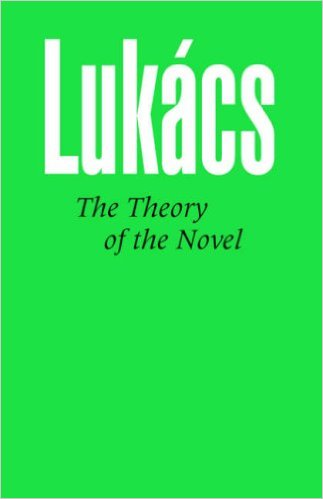 Lukács
The Theory
of the Novel